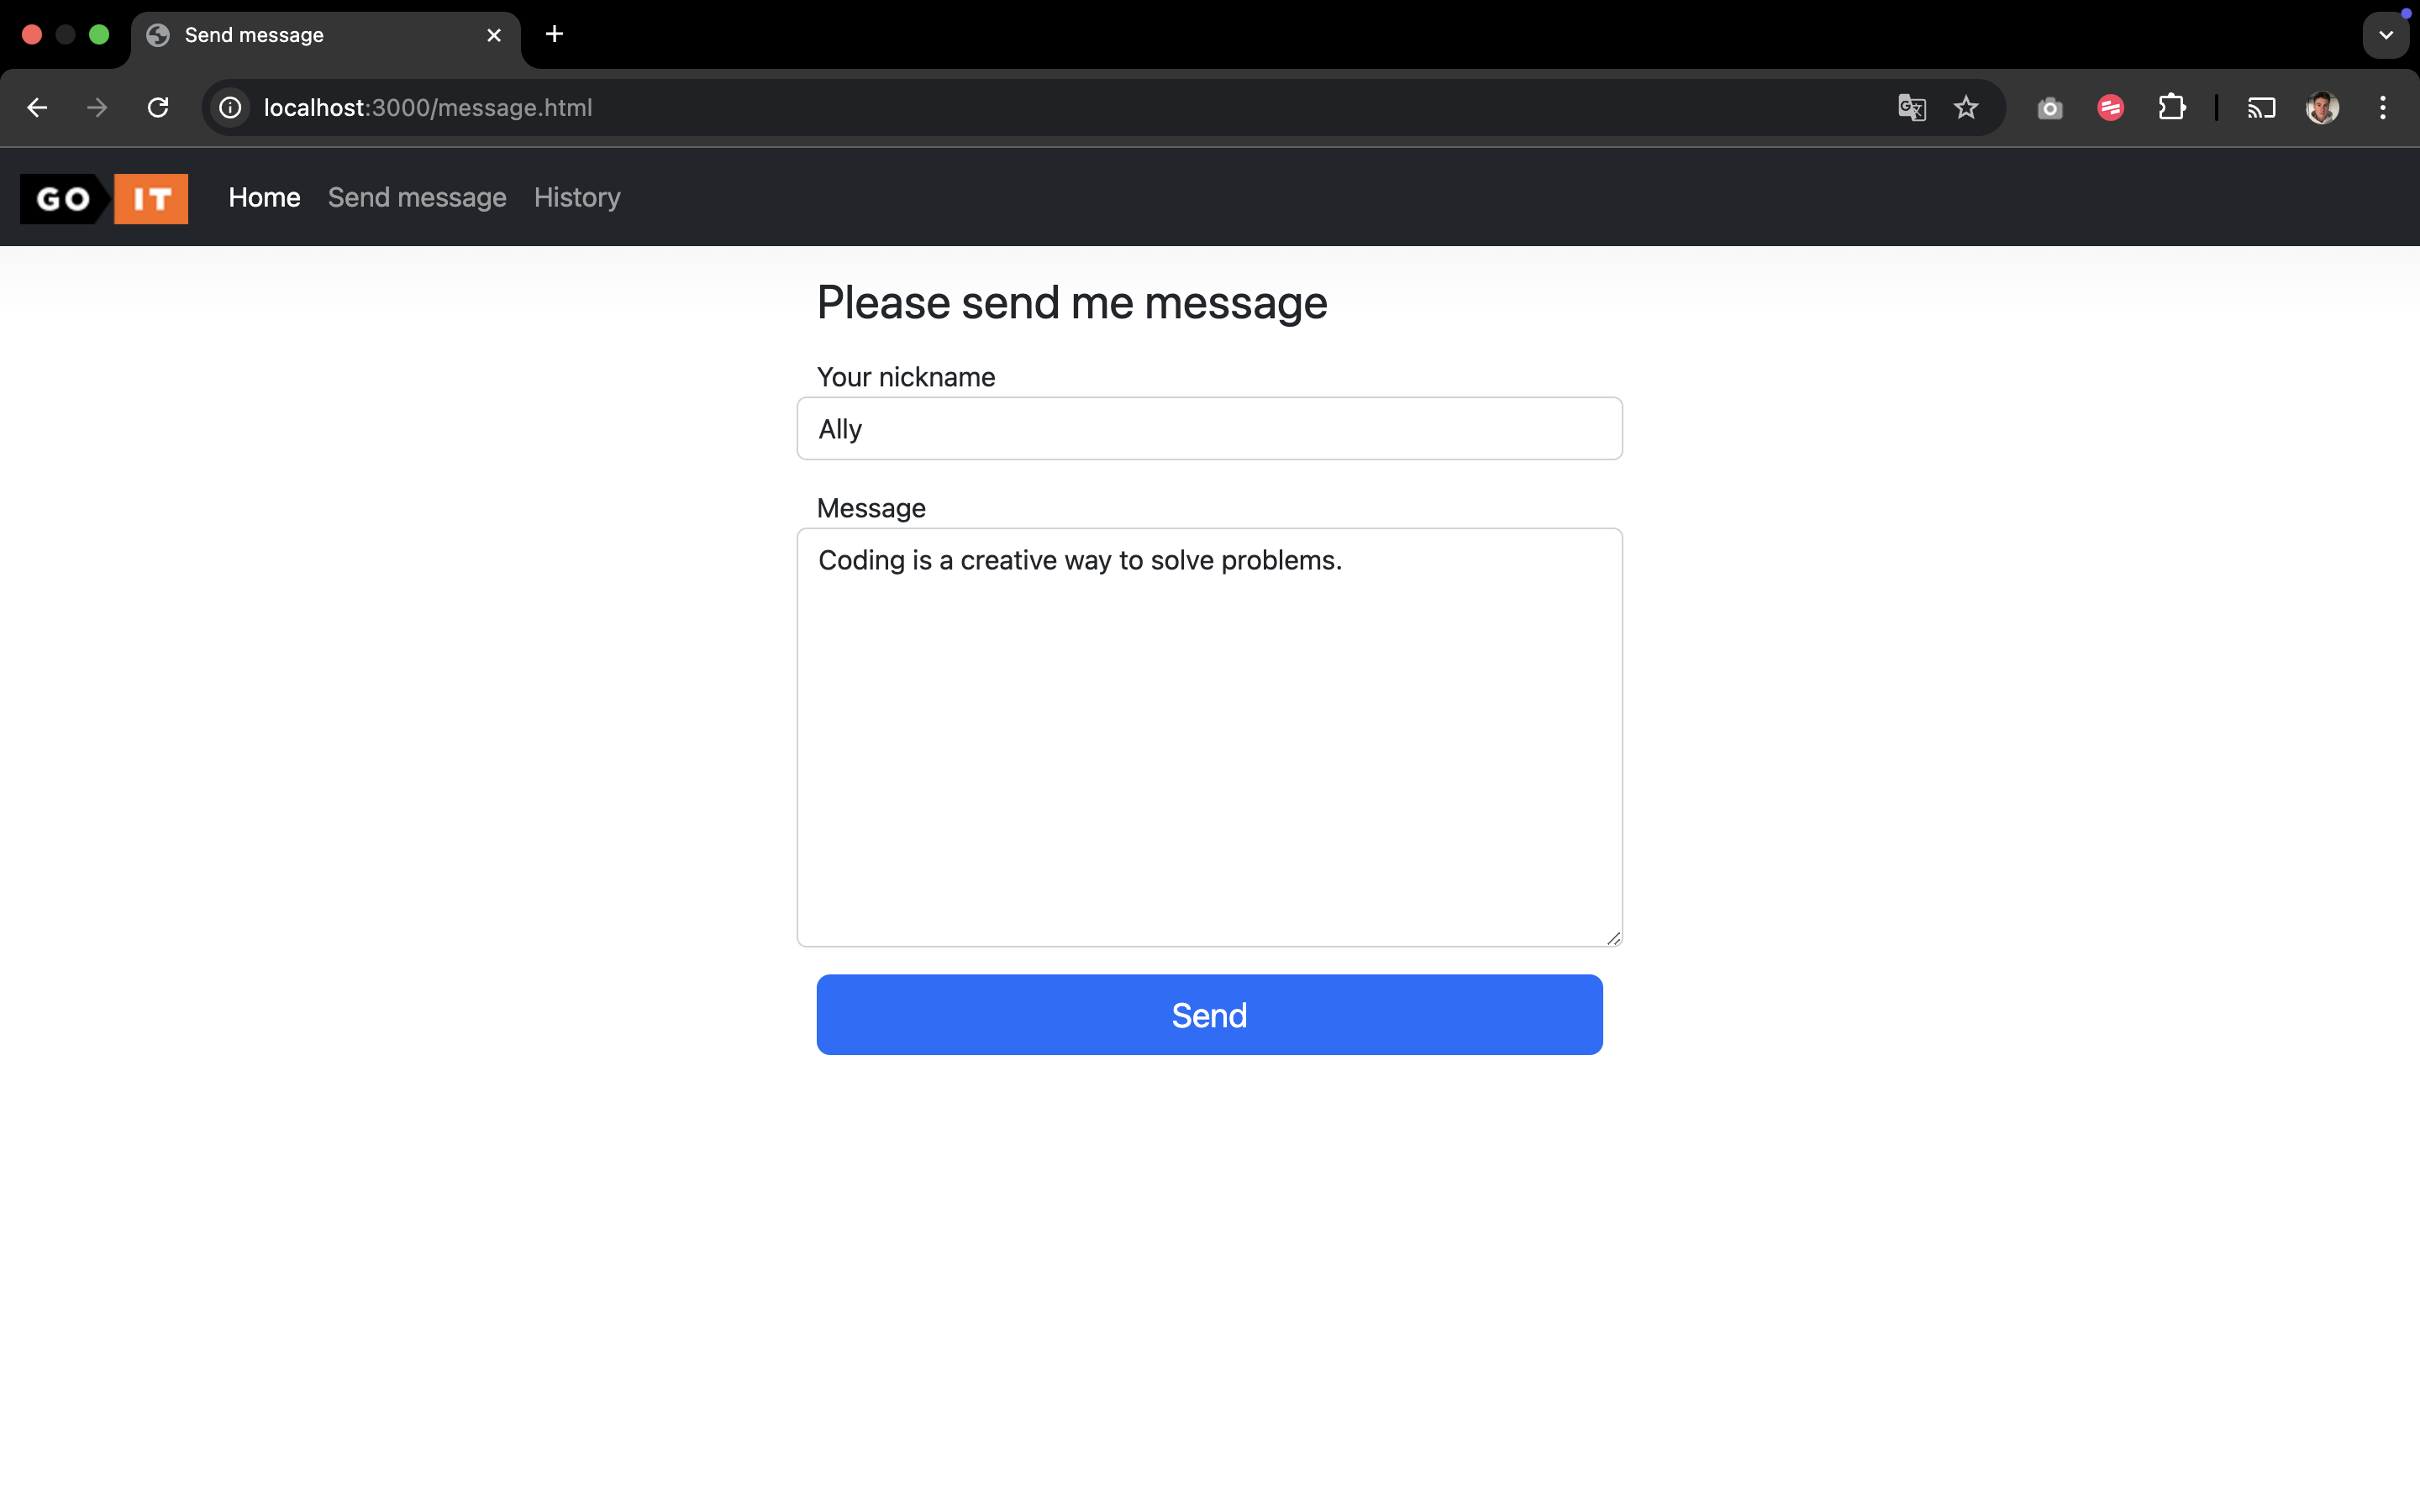 Send message
localhost:3000/message.html
GO IT Home Send message History
Please send me message
Your nickname
Ally
Message
Coding is a creative way to solve problems.
Send